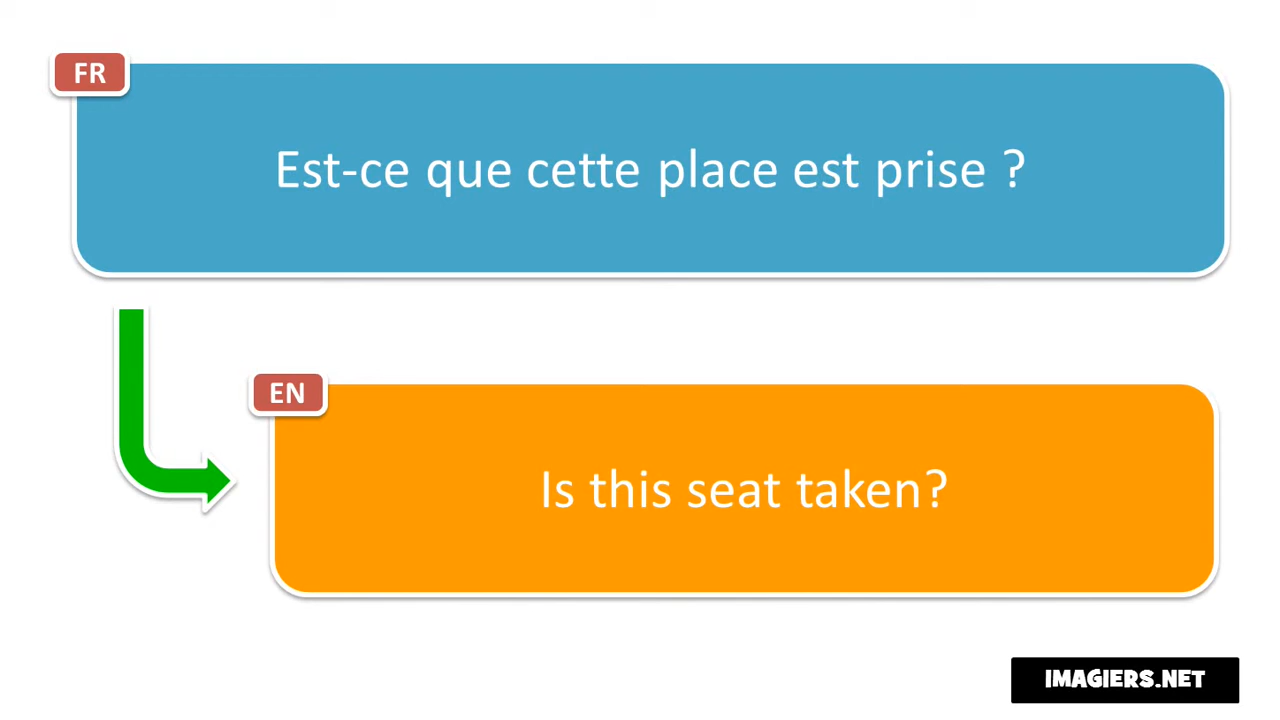 FR
Est-ce que cette place est prise ?
EN
Is this seat taken?
IMAGIERS.NET